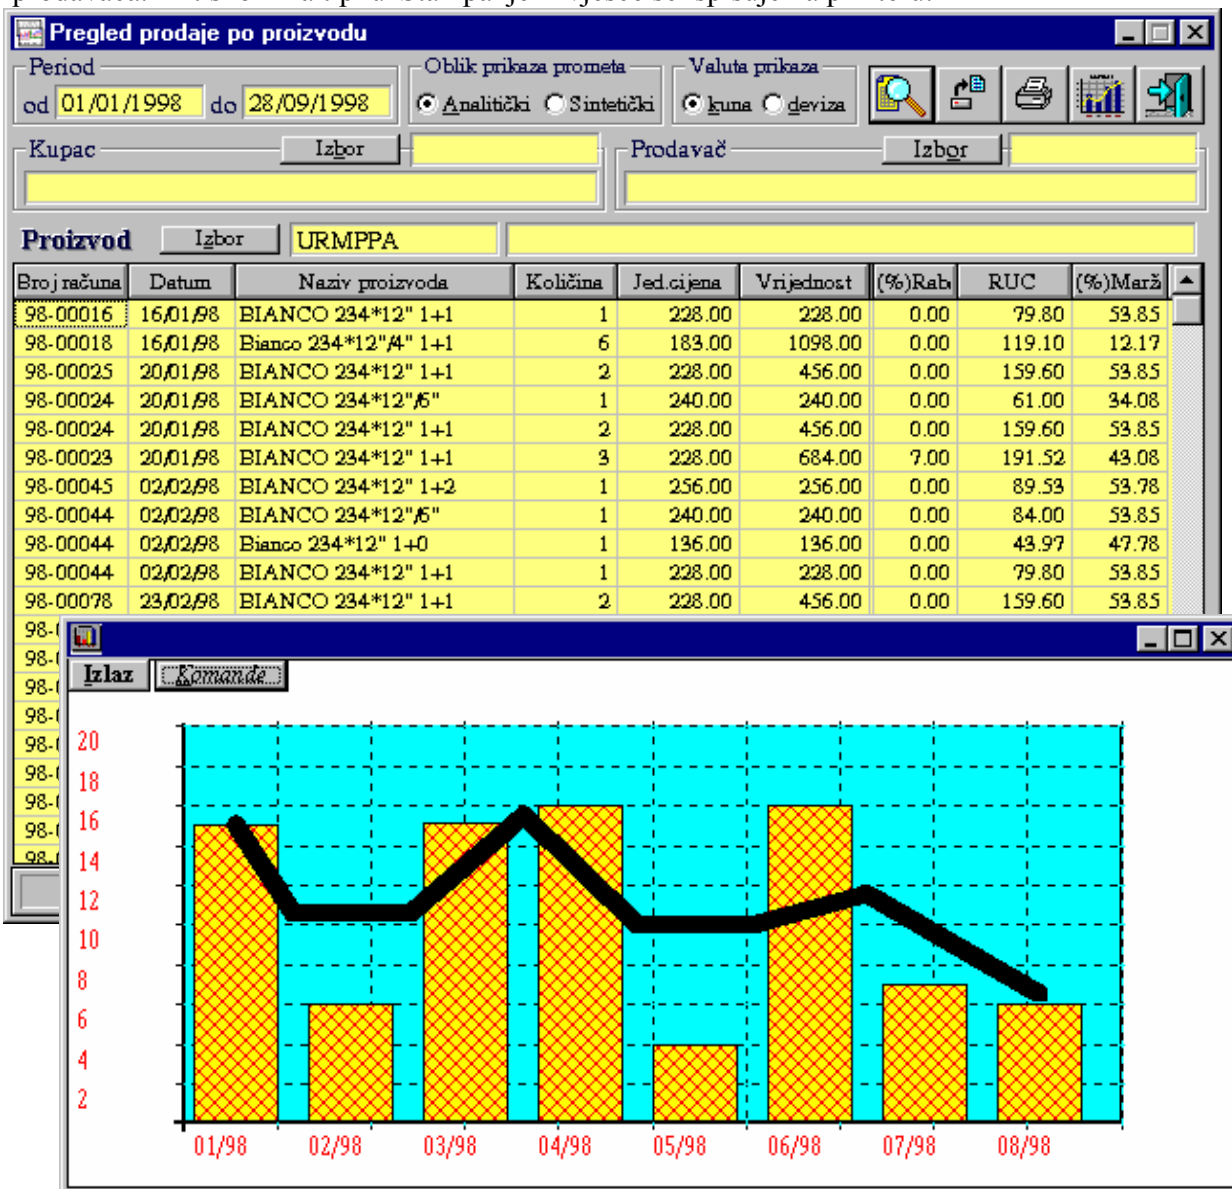 Pregled prodaje po proizvodu
Period
od 01/01/1998 do 28/09/1998
Oblik prikaza prometa
Analitički Sintetički
Valuta prikaza
kuna deviza
Kupac Izbor
Prodavač Izbor
Proizvod Izbor URMPPA
Broj računa Datum Naziv proizvoda Količina Jed.cijena Vrijednost (%)Rab RUC (%)Marž
98-00016 16/01/98 BIANCO 234*12" 1+1 1 228.00 228.00 0.00 79.80 53.85
98-00018 16/01/98 Bianco 234*12"/4" 1+1 6 183.00 1098.00 0.00 119.10 12.17
98-00025 20/01/98 BIANCO 234*12" 1+1 2 228.00 456.00 0.00 159.60 53.85
98-00024 20/01/98 BIANCO 234*12"/6" 1 240.00 240.00 0.00 61.00 34.08
98-00024 20/01/98 BIANCO 234*12" 1+1 2 228.00 456.00 0.00 159.60 53.85
98-00023 20/01/98 BIANCO 234*12" 1+1 3 228.00 684.00 7.00 191.52 43.08
98-00045 02/02/98 BIANCO 234*12" 1+2 1 256.00 256.00 0.00 89.53 53.78
98-00044 02/02/98 BIANCO 234*12"/6" 1 240.00 240.00 0.00 84.00 53.85
98-00044 02/02/98 Bianco 234*12" 1+0 1 136.00 136.00 0.00 43.97 47.78
98-00044 02/02/98 BIANCO 234*12" 1+1 1 228.00 228.00 0.00 79.80 53.85
98-00078 23/02/98 BIANCO 234*12" 1+1 2 228.00 456.00 0.00 159.60 53.85
98-
98-
98-
98-
98-
98-
98-
98-
98-
Izlaz Komande
20
18
16
14
12
10
8
6
4
2
01/98 02/98 03/98 04/98 05/98 06/98 07/98 08/98